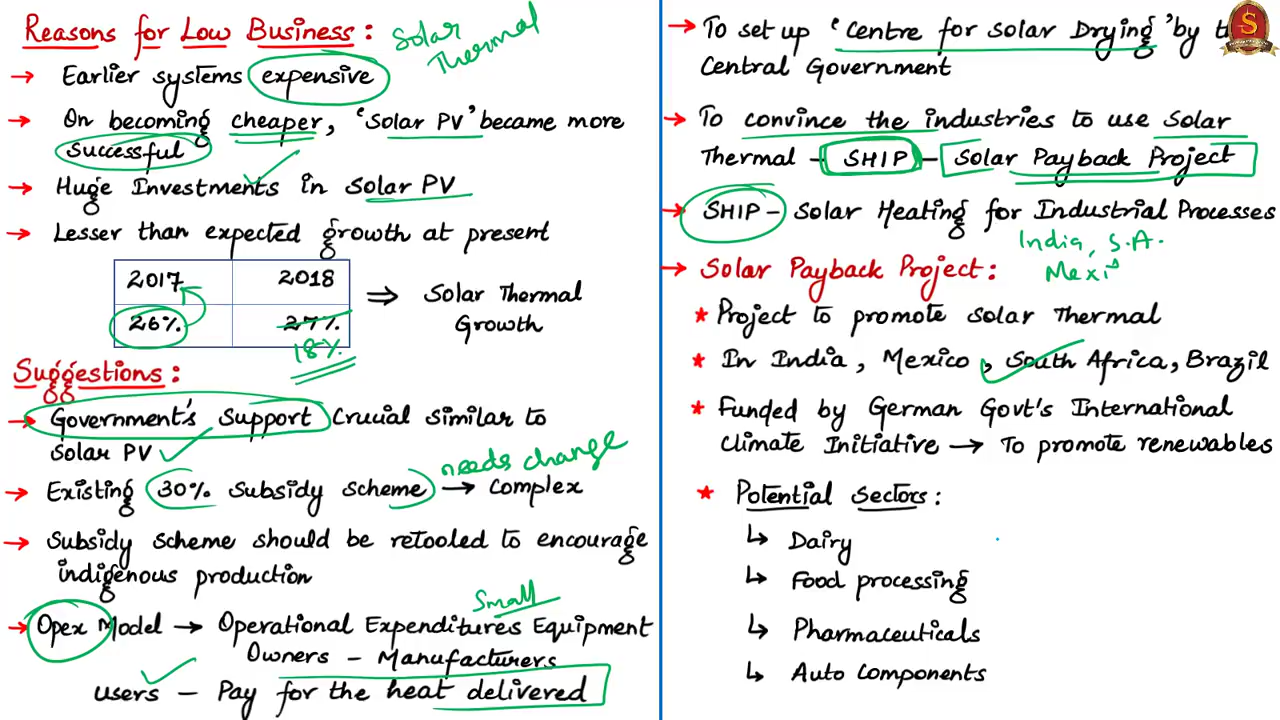 Reasons for Low Business :
Solar
Thermal
→ Earlier systems expensive
→ On becoming cheaper, 'Solar PV' became more
successful
→ Huge Investments in Solar PV
→ Lesser than expected growth at present
2017 2018
26% 27% ⇒ Solar Thermal
Growth
18%
Suggestions :
→ Government's Support Crucial similar to
Solar PV
needs change
→ Existing 30% Subsidy Scheme → Complex
→ Subsidy Scheme should be retooled to encourage
indigenous production
Small
→ Opex Model → Operational Expenditures Equipment
Owners - Manufacturers
users - Pay for the heat delivered
→ To set up 'Centre for Solar Drying' by
Central Government
→ To convince the industries to use Solar
Thermal - SHIP - Solar Payback Project
→ SHIP - Solar Heating for Industrial Processes
India, S.A.
→ Solar Payback Project :
* Project to promote Solar Thermal
* In India, Mexico, South Africa, Brazil
* Funded by German Govt's International
Climate Initiative → To promote renewables
* Potential Sectors :
↳ Dairy
↳ Food processing
↳ Pharmaceuticals
↳ Auto Components